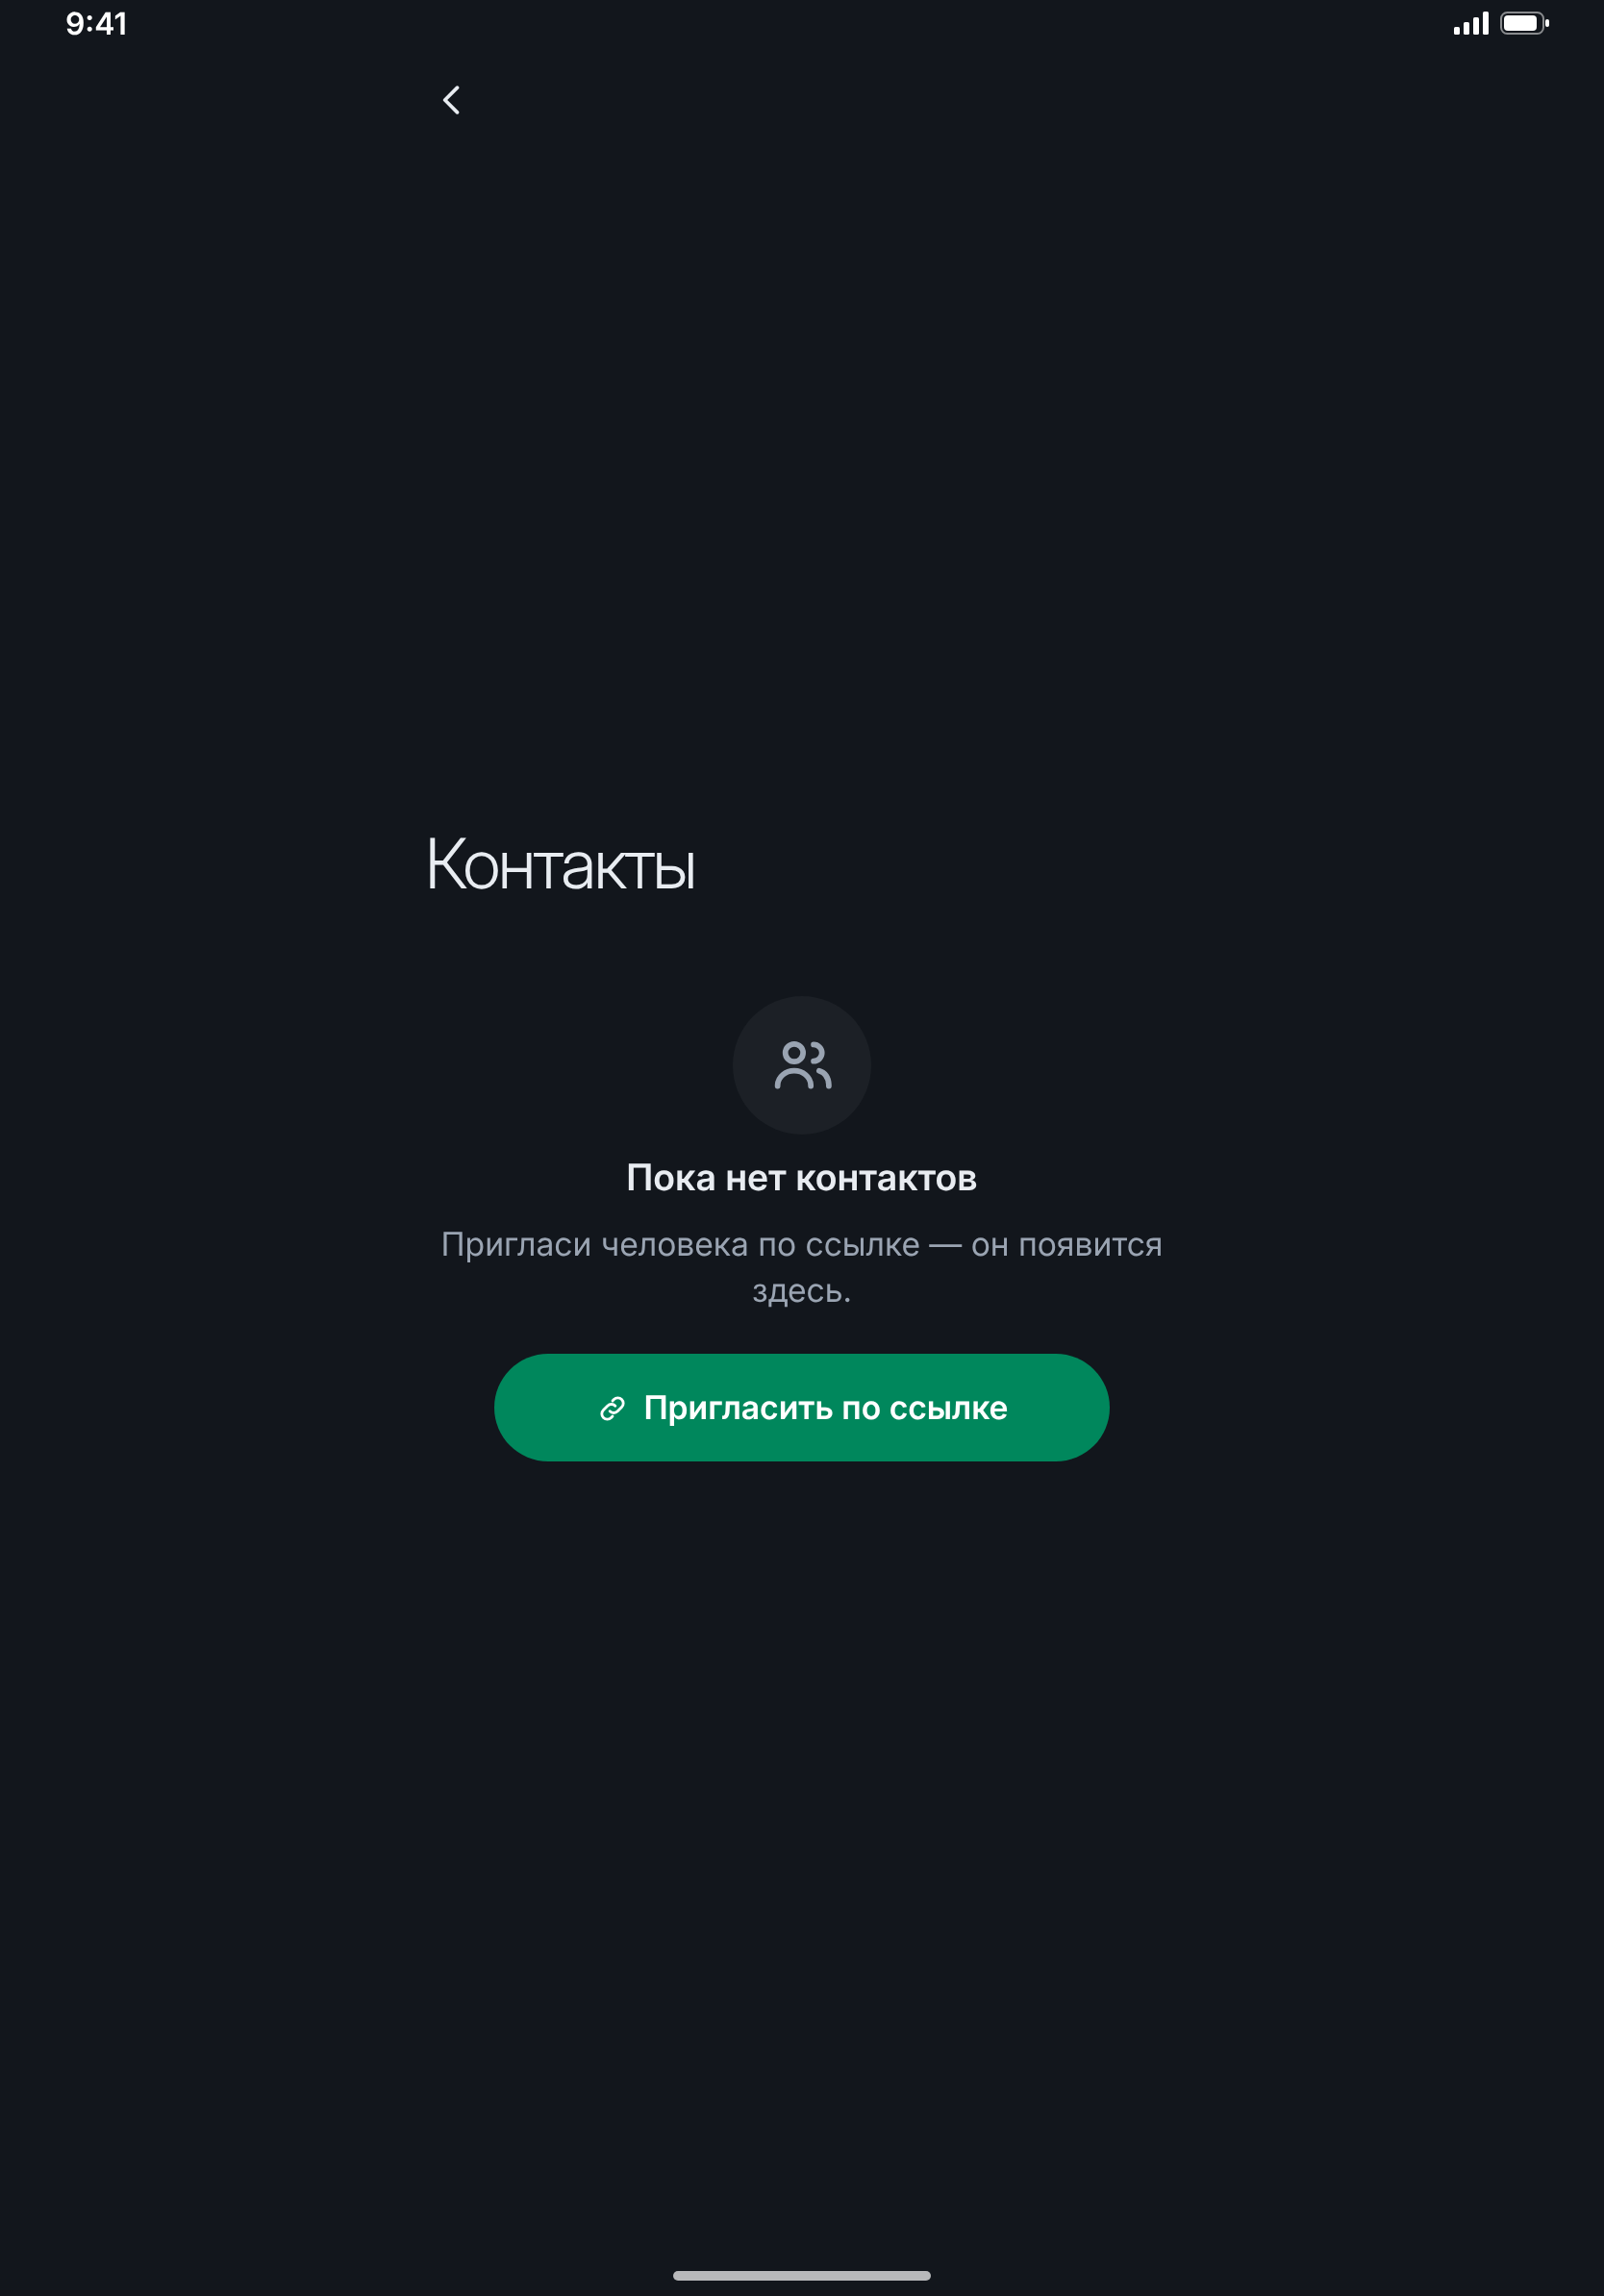 9:41
Контакты
Пока нет контактов
Пригласи человека по ссылке — он появится
здесь.
Пригласить по ссылке